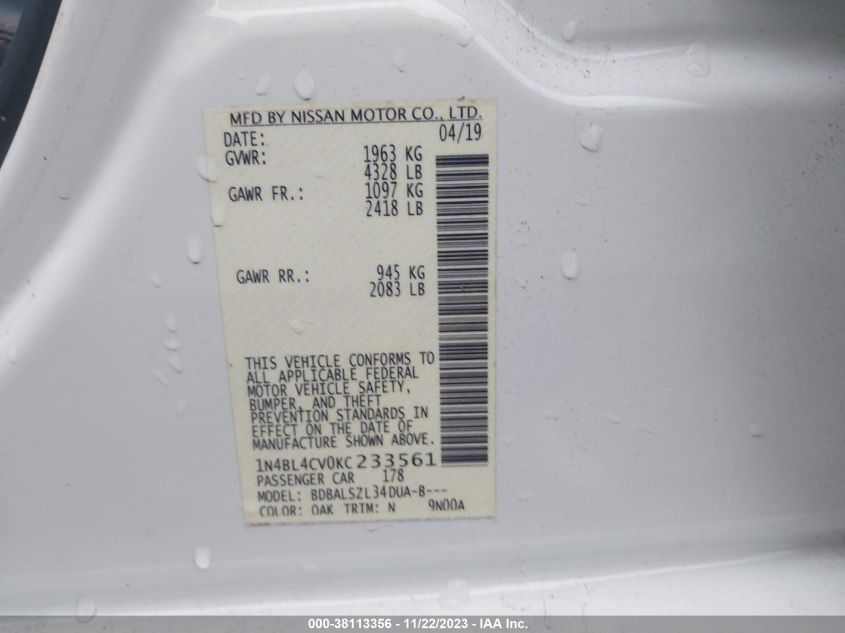 MFD BY NISSAN MOTOR CO., LTD.
DATE: 04/19
GVWR: 1963 KG
4328 LB
GAWR FR.: 1097 KG
2418 LB
GAWR RR.: 945 KG
2083 LB
THIS VEHICLE CONFORMS TO
ALL APPLICABLE FEDERAL
MOTOR VEHICLE SAFETY,
BUMPER, AND THEFT
PREVENTION STANDARDS IN
EFFECT ON THE DATE OF
MANUFACTURE SHOWN ABOVE.
1N4BL4CV0KC233561
PASSENGER CAR 178
MODEL: BDBALSZL34DUA-B---
COLOR: QAK TRIM: N 9N00A
000-38113356 - 11/22/2023 - IAA Inc.